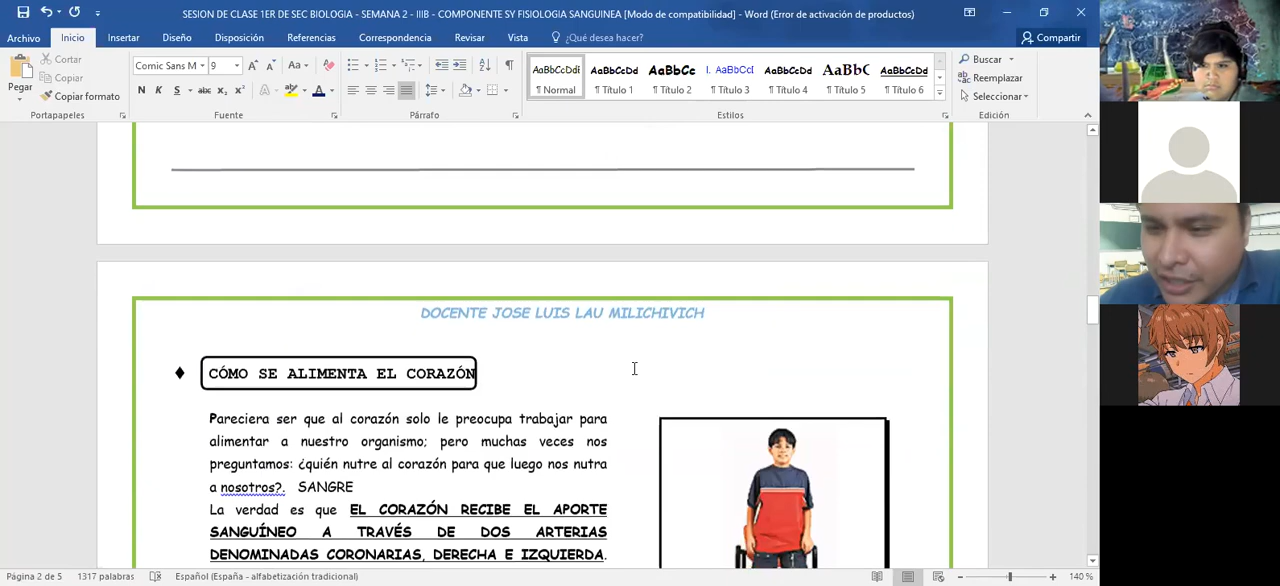 SESION DE CLASE 1ER DE SEC BIOLOGIA - SEMANA 2 - IIIB - COMPONENTE SY FISIOLOGIA SANGUINEA [Modo de compatibilidad] - Word (Error de activación de productos)
Archivo Inicio Insertar Diseño Disposición Referencias Correspondencia Revisar Vista ¿Qué desea hacer? Compartir
Pegar
Cortar
Copiar
Copiar formato
Portapapeles
Comic Sans M 9
N K S abc x₂ x²
Fuente
Párrafo
AaBbCcDdE AaBbCcDd AaBbCc I. AaBbCcI AaBbCcDd AaBbC AaBbCcDd
¶ Normal ¶ Título 1 ¶ Título 2 ¶ Título 3 ¶ Título 4 ¶ Título 5 ¶ Título 6
Estilos
Buscar
Reemplazar
Seleccionar
Edición
DOCENTE JOSE LUIS LAU MILICHIVICH
♦ CÓMO SE ALIMENTA EL CORAZÓN
Pareciera ser que al corazón solo le preocupa trabajar para
alimentar a nuestro organismo; pero muchas veces nos
preguntamos: ¿quién nutre al corazón para que luego nos nutra
a nosotros?. SANGRE
La verdad es que EL CORAZÓN RECIBE EL APORTE
SANGUÍNEO A TRAVÉS DE DOS ARTERIAS
DENOMINADAS CORONARIAS, DERECHA E IZQUIERDA.
Página 2 de 5 1317 palabras Español (España - alfabetización tradicional) 140 %